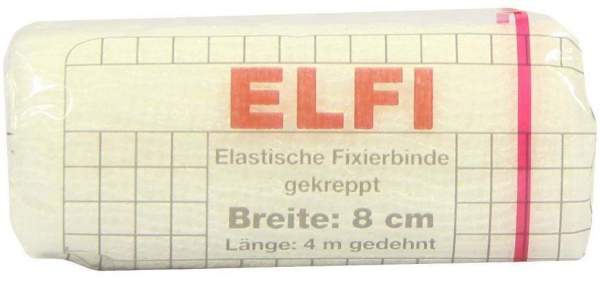 ELFI
Elastische Fixierbinde
gekreppt
Breite: 8 cm
Länge: 4 m gedehnt